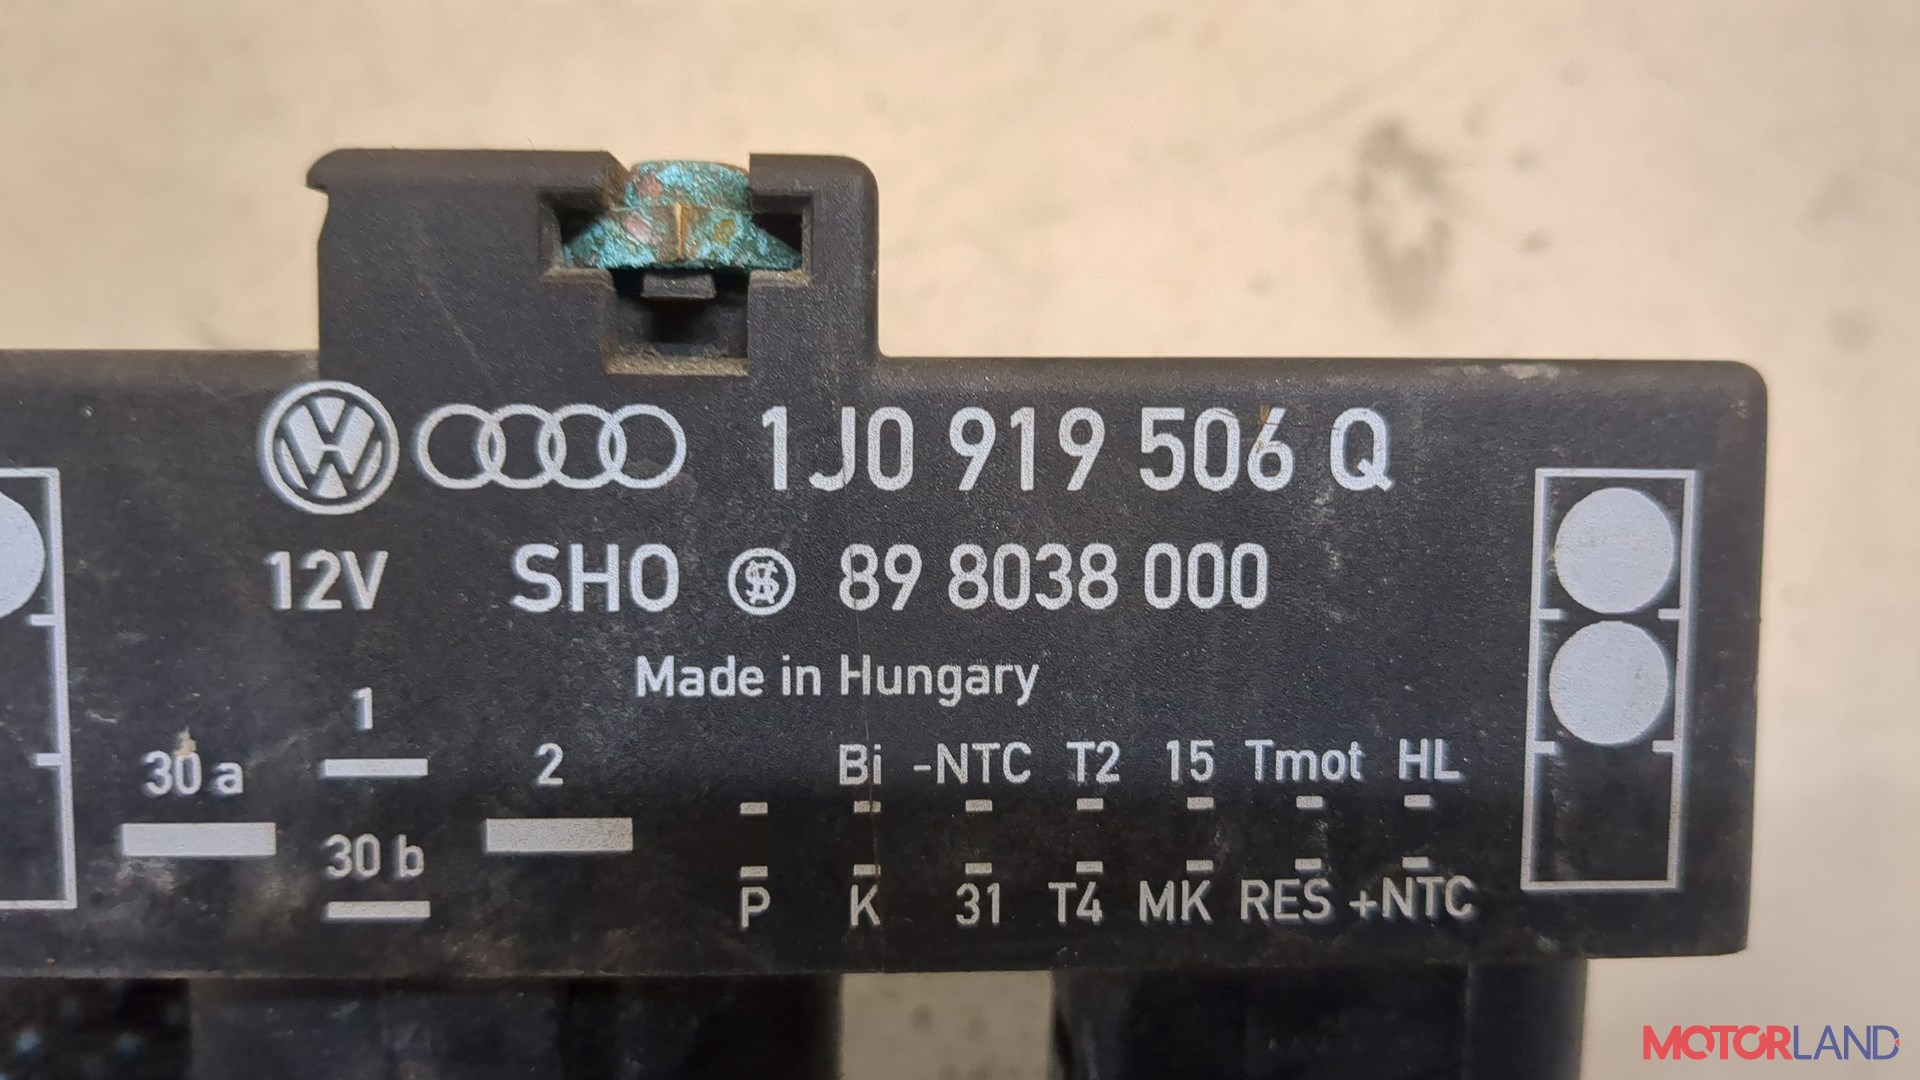 1J0 919 506 Q
12V SHO 89 8038 000
Made in Hungary
1
30 a 2 Bi -NTC T2 15 Tmot HL
30 b
P K 31 T4 MK RES +NTC
MOTORLAND